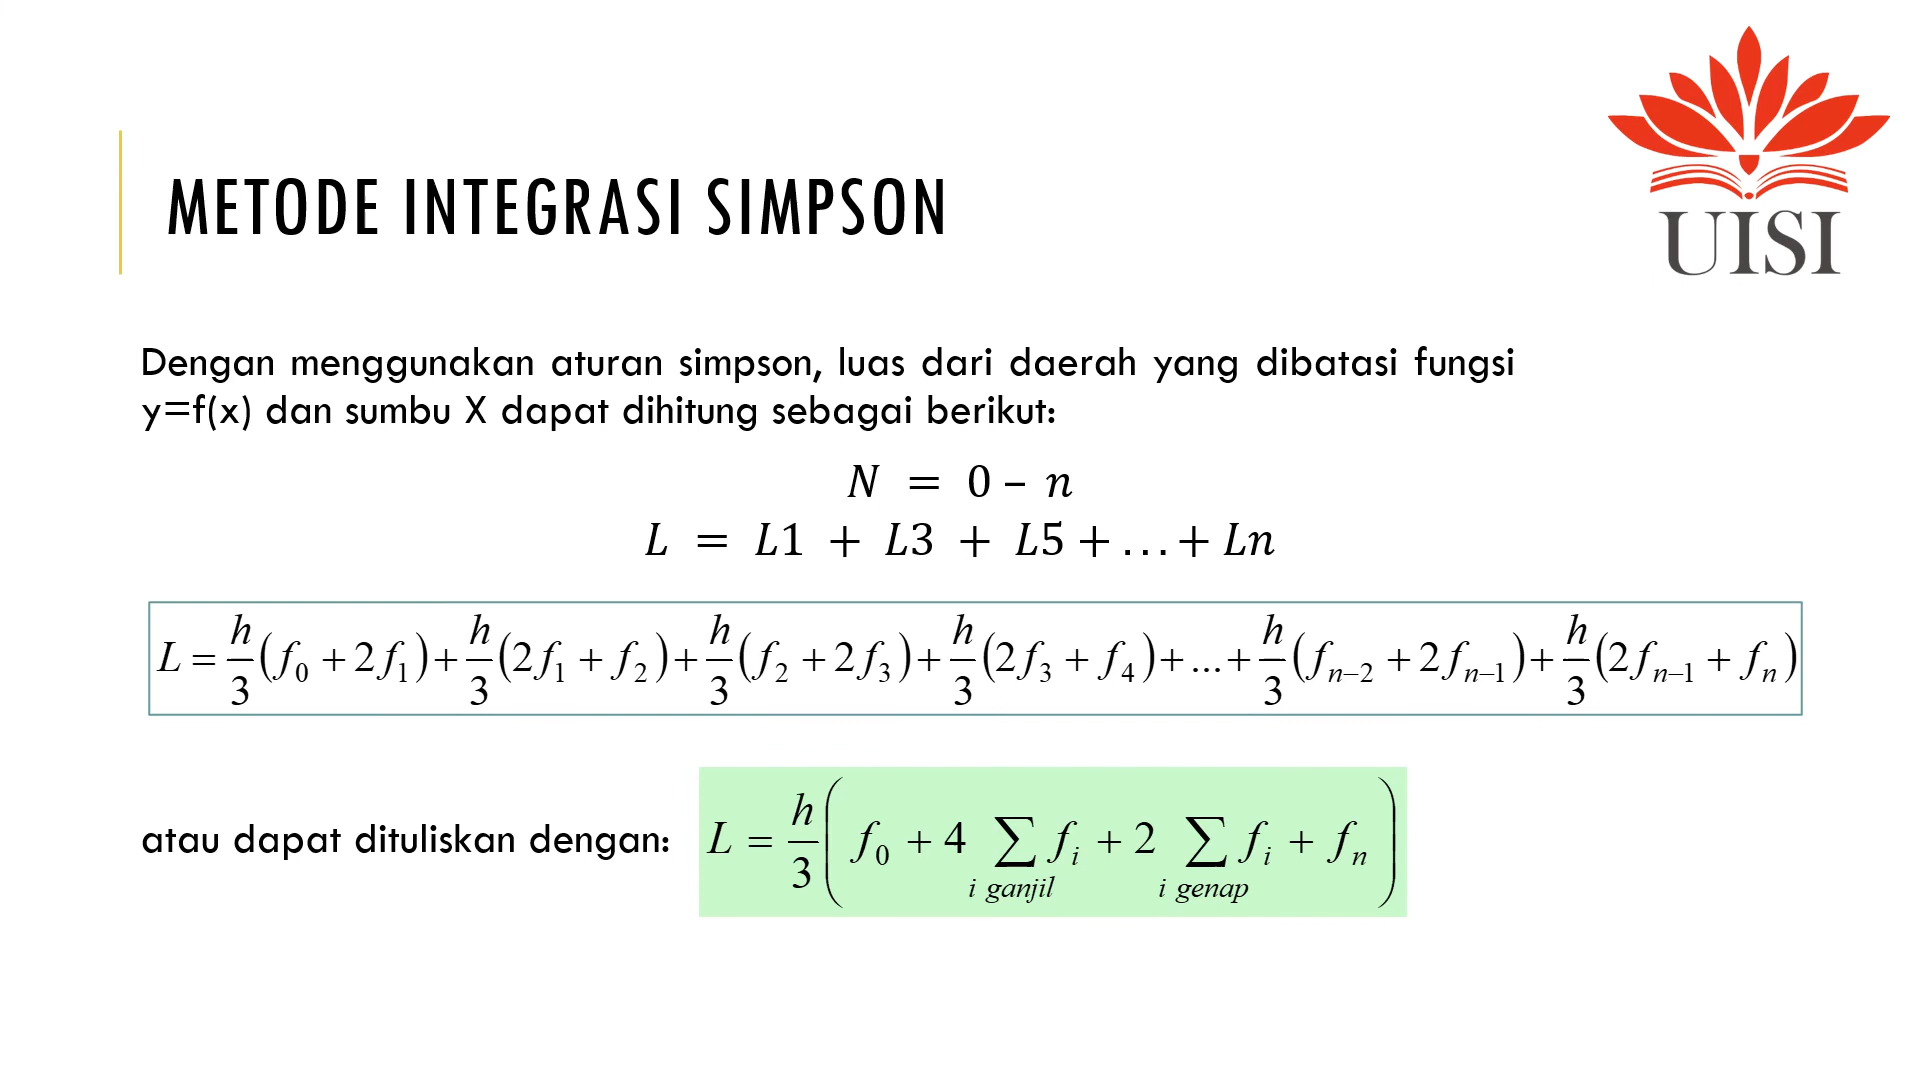 METODE INTEGRASI SIMPSON
UISI
Dengan menggunakan aturan simpson, luas dari daerah yang dibatasi fungsi
y=f(x) dan sumbu X dapat dihitung sebagai berikut:
N = 0 – n
L = L1 + L3 + L5 + . . . + Ln
L = h/3 (f₀ + 2f₁) + h/3 (2f₁ + f₂) + h/3 (f₂ + 2f₃) + h/3 (2f₃ + f₄) + ... + h/3 (fₙ₋₂ + 2fₙ₋₁) + h/3 (2fₙ₋₁ + fₙ)
atau dapat dituliskan dengan: L = h/3 ( f₀ + 4 ∑ fᵢ + 2 ∑ fᵢ + fₙ )
i ganjil i genap